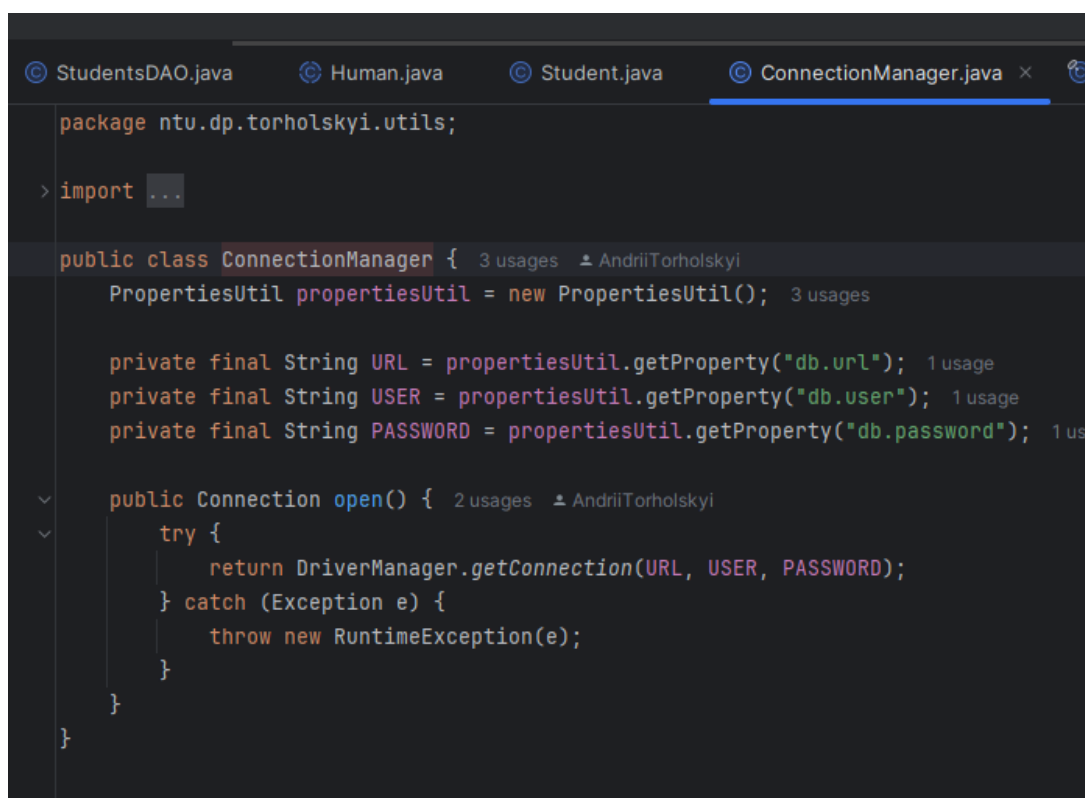 StudentsDAO.java Human.java Student.java ConnectionManager.java ×
package ntu.dp.torholskyi.utils;
import ...
public class ConnectionManager { 3 usages AndriiTorholskyi
PropertiesUtil propertiesUtil = new PropertiesUtil(); 3 usages
private final String URL = propertiesUtil.getProperty("db.url"); 1 usage
private final String USER = propertiesUtil.getProperty("db.user"); 1 usage
private final String PASSWORD = propertiesUtil.getProperty("db.password"); 1 us
public Connection open() { 2 usages AndriiTorholskyi
try {
return DriverManager.getConnection(URL, USER, PASSWORD);
} catch (Exception e) {
throw new RuntimeException(e);
}
}
}